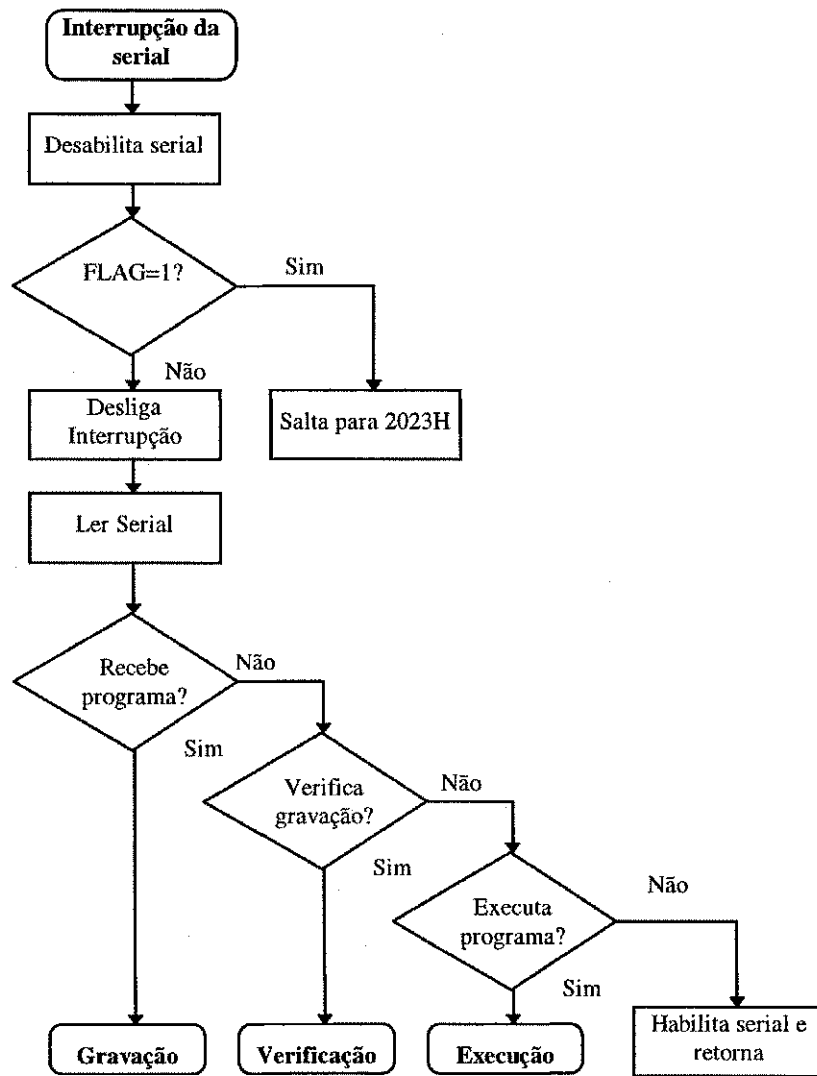 Interrupção da
serial
Desabilita serial
FLAG=1?
Sim
Não
Desliga
Interrupção
Salta para 2023H
Ler Serial
Recebe
programa?
Não
Sim
Verifica
gravação?
Não
Sim
Executa
programa?
Não
Sim
Gravação
Verificação
Execução
Habilita serial e
retorna